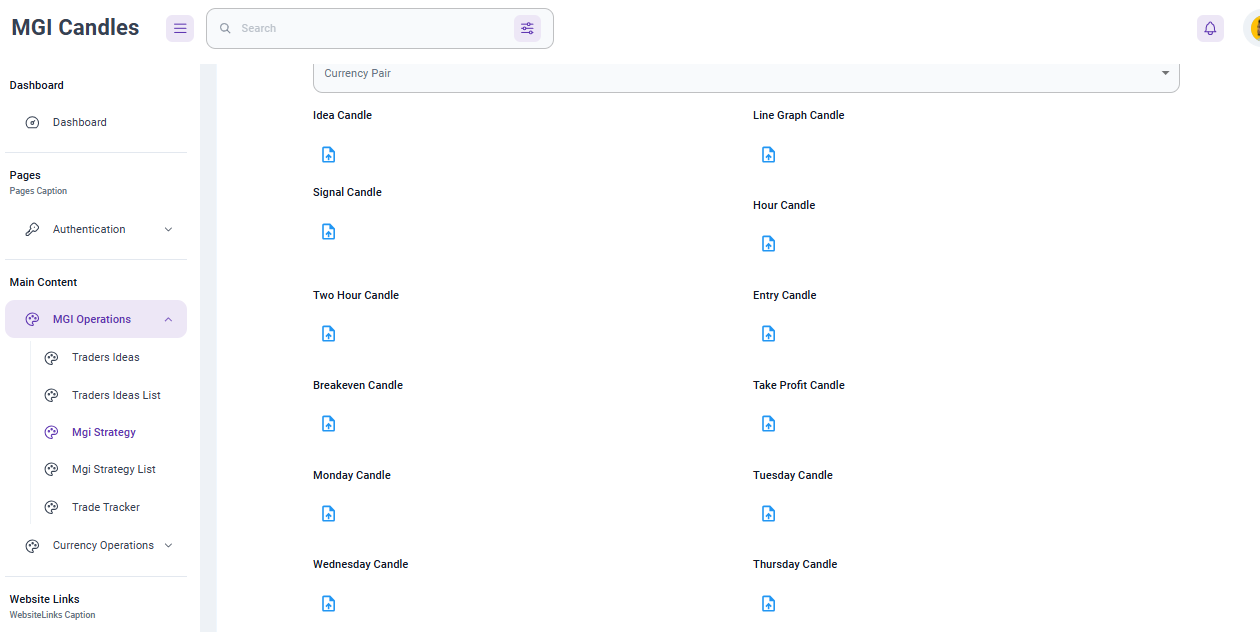 MGI Candles
Search
Dashboard
Dashboard
Pages
Pages Caption
Authentication
Main Content
MGI Operations
Traders Ideas
Traders Ideas List
Mgi Strategy
Mgi Strategy List
Trade Tracker
Currency Operations
Website Links
WebsiteLinks Caption
Currency Pair
Idea Candle
Line Graph Candle
Signal Candle
Hour Candle
Two Hour Candle
Entry Candle
Breakeven Candle
Take Profit Candle
Monday Candle
Tuesday Candle
Wednesday Candle
Thursday Candle